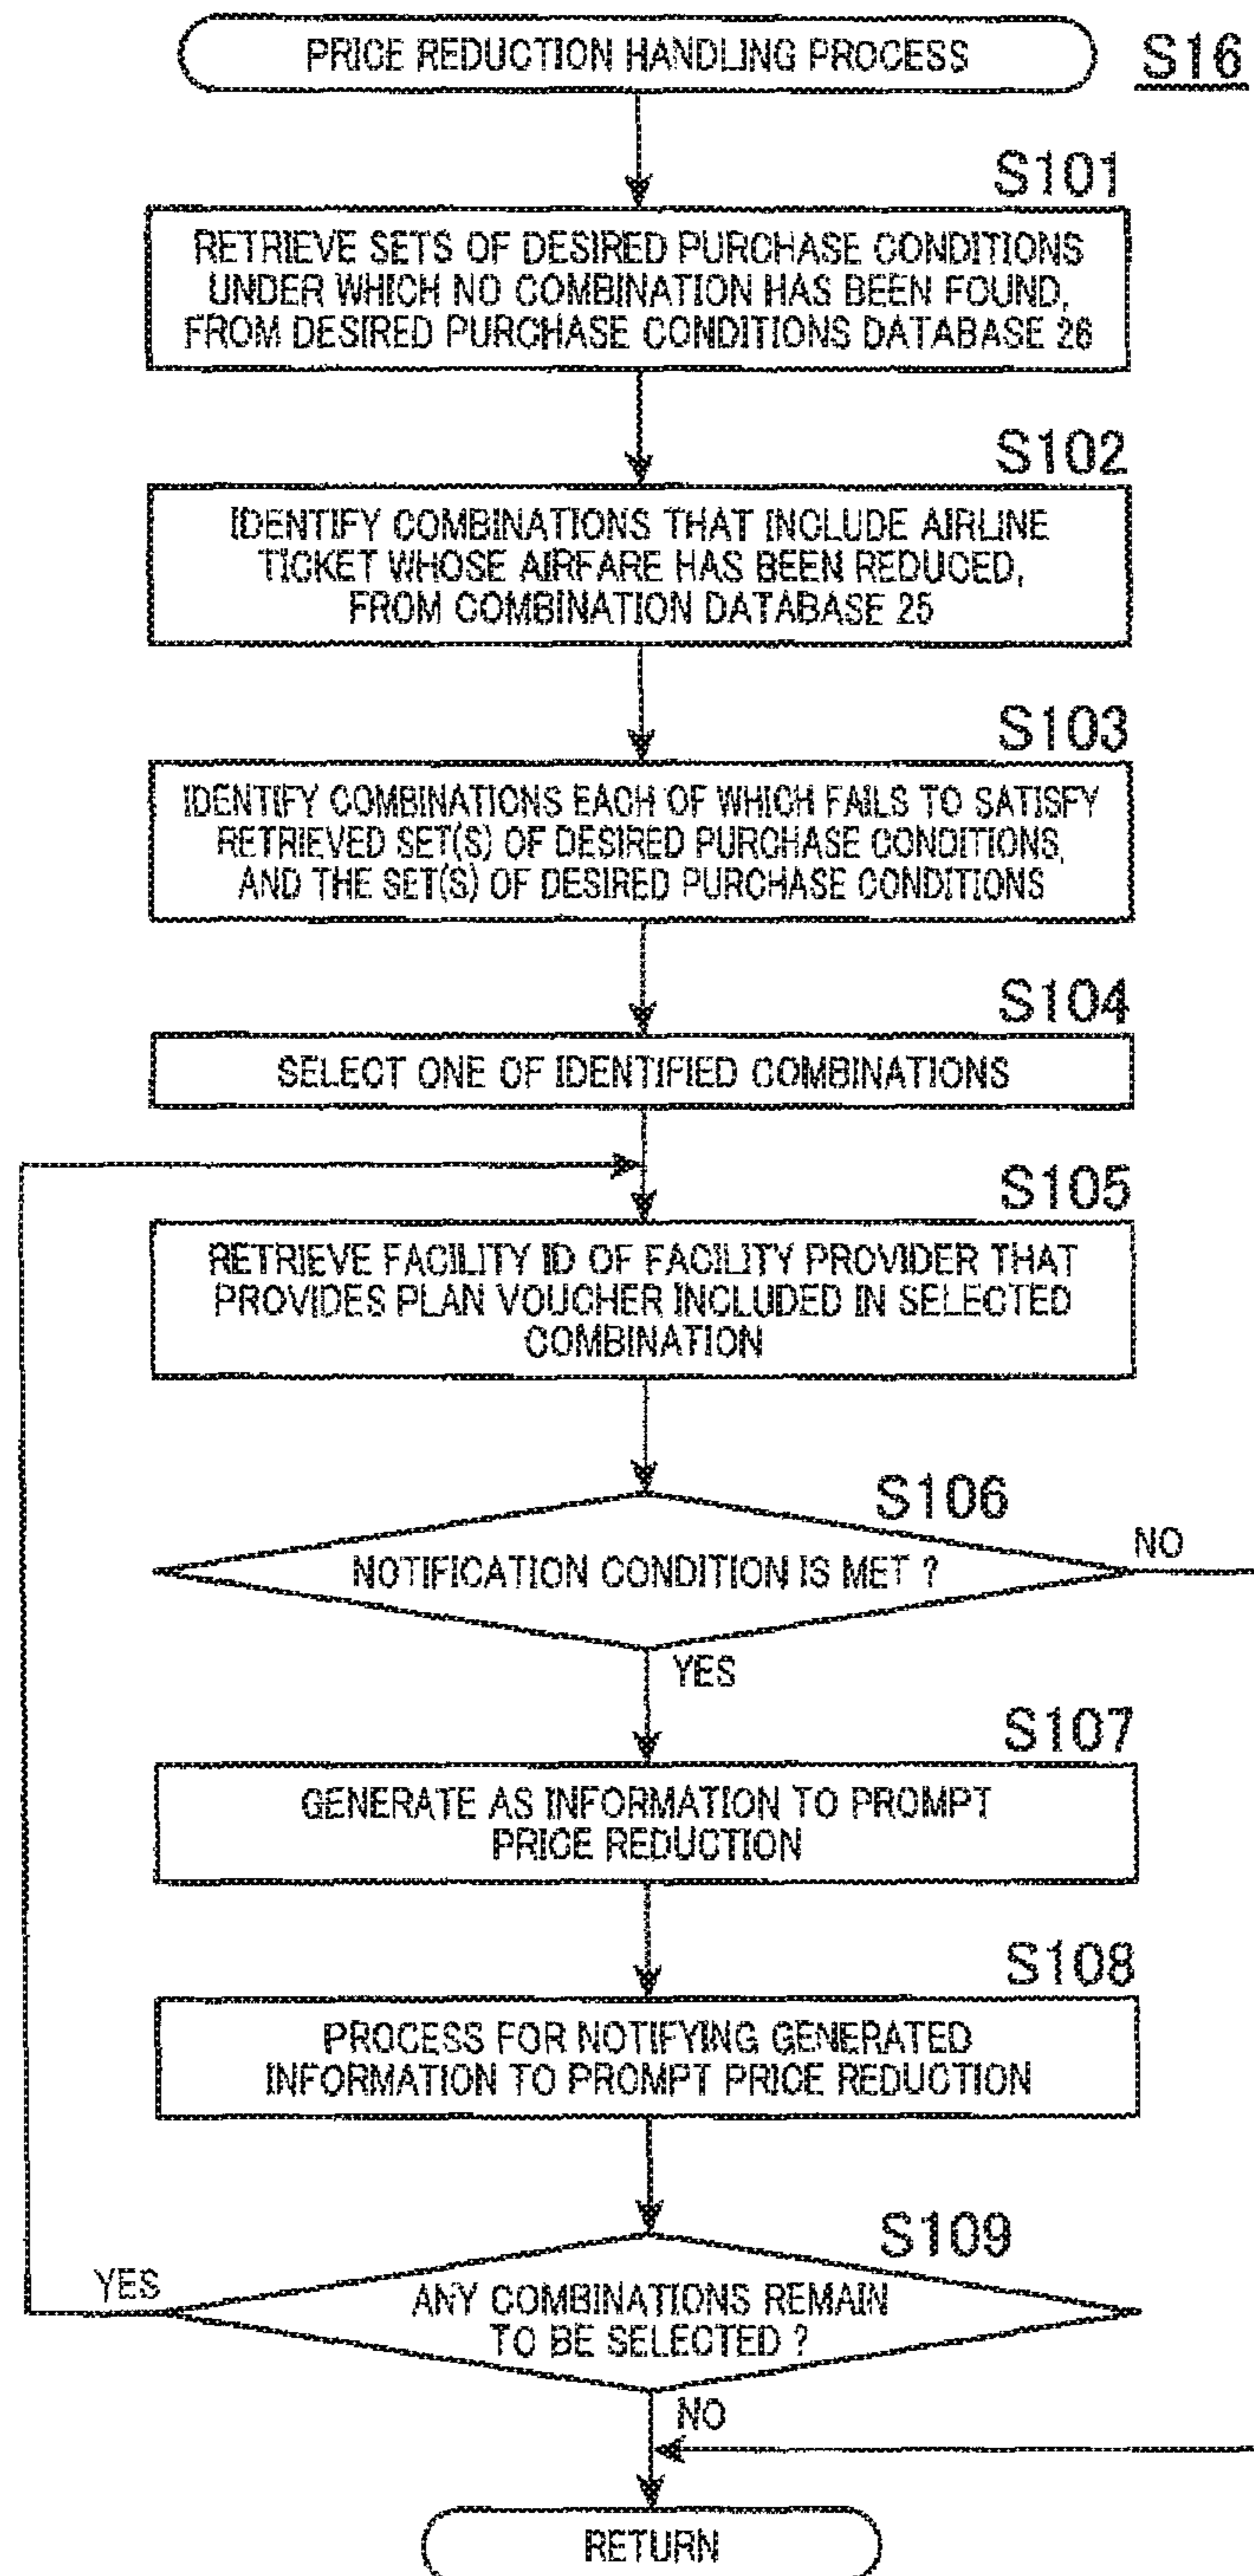 PRICE REDUCTION HANDLING PROCESS
S16
S101
RETRIEVE SETS OF DESIRED PURCHASE CONDITIONS
UNDER WHICH NO COMBINATION HAS BEEN FOUND,
FROM DESIRED PURCHASE CONDITIONS DATABASE 26
S102
IDENTIFY COMBINATIONS THAT INCLUDE AIRLINE
TICKET WHOSE AIRFARE HAS BEEN REDUCED,
FROM COMBINATION DATABASE 25
S103
IDENTIFY COMBINATIONS EACH OF WHICH FAILS TO SATISFY
RETRIEVED SET(S) OF DESIRED PURCHASE CONDITIONS,
AND THE SET(S) OF DESIRED PURCHASE CONDITIONS
S104
SELECT ONE OF IDENTIFIED COMBINATIONS
S105
RETRIEVE FACILITY ID OF FACILITY PROVIDER THAT
PROVIDES PLAN VOUCHER INCLUDED IN SELECTED
COMBINATION
S106
NOTIFICATION CONDITION IS MET ?
NO
YES
S107
GENERATE AS INFORMATION TO PROMPT
PRICE REDUCTION
S108
PROCESS FOR NOTIFYING GENERATED
INFORMATION TO PROMPT PRICE REDUCTION
S109
YES
ANY COMBINATIONS REMAIN
TO BE SELECTED ?
NO
RETURN